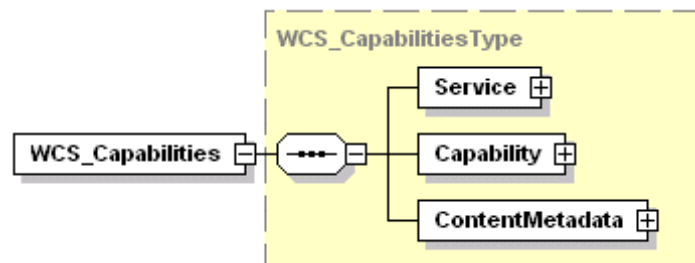 WCS_CapabilitiesType
Service
WCS_Capabilities
Capability
ContentMetadata